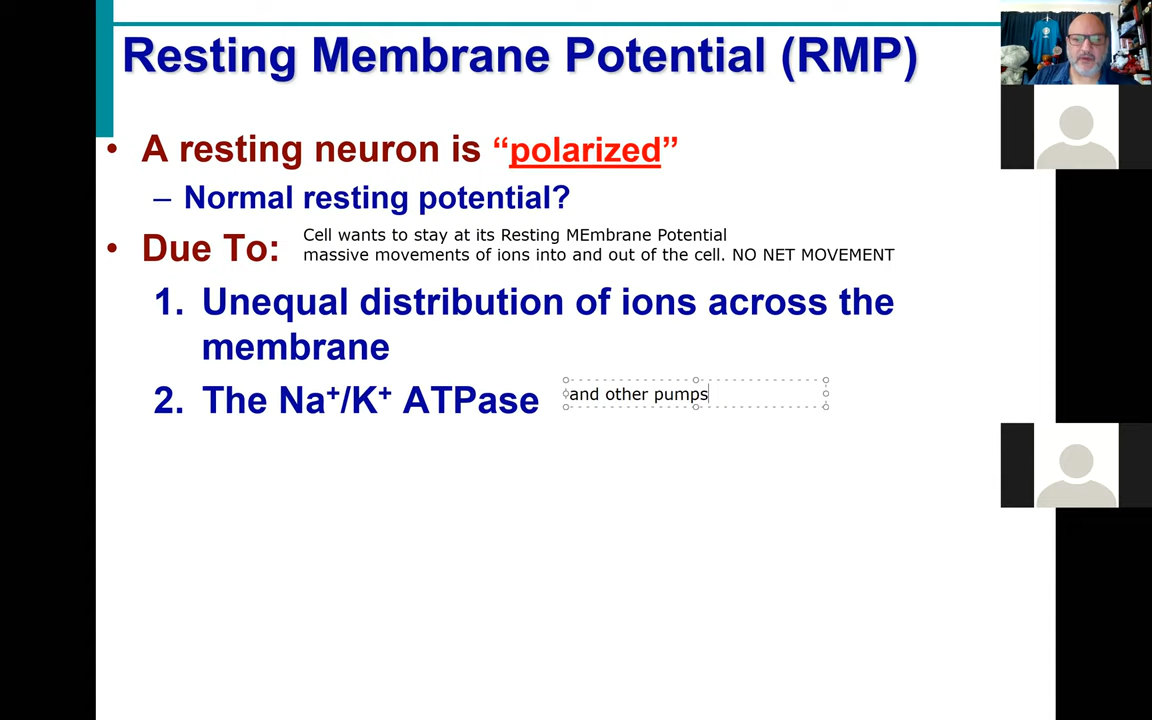 Resting Membrane Potential (RMP)
• A resting neuron is “polarized”
– Normal resting potential?
• Due To:
Cell wants to stay at its Resting MEmbrane Potential
massive movements of ions into and out of the cell. NO NET MOVEMENT
1. Unequal distribution of ions across the
membrane
2. The Na⁺/K⁺ ATPase
and other pumps